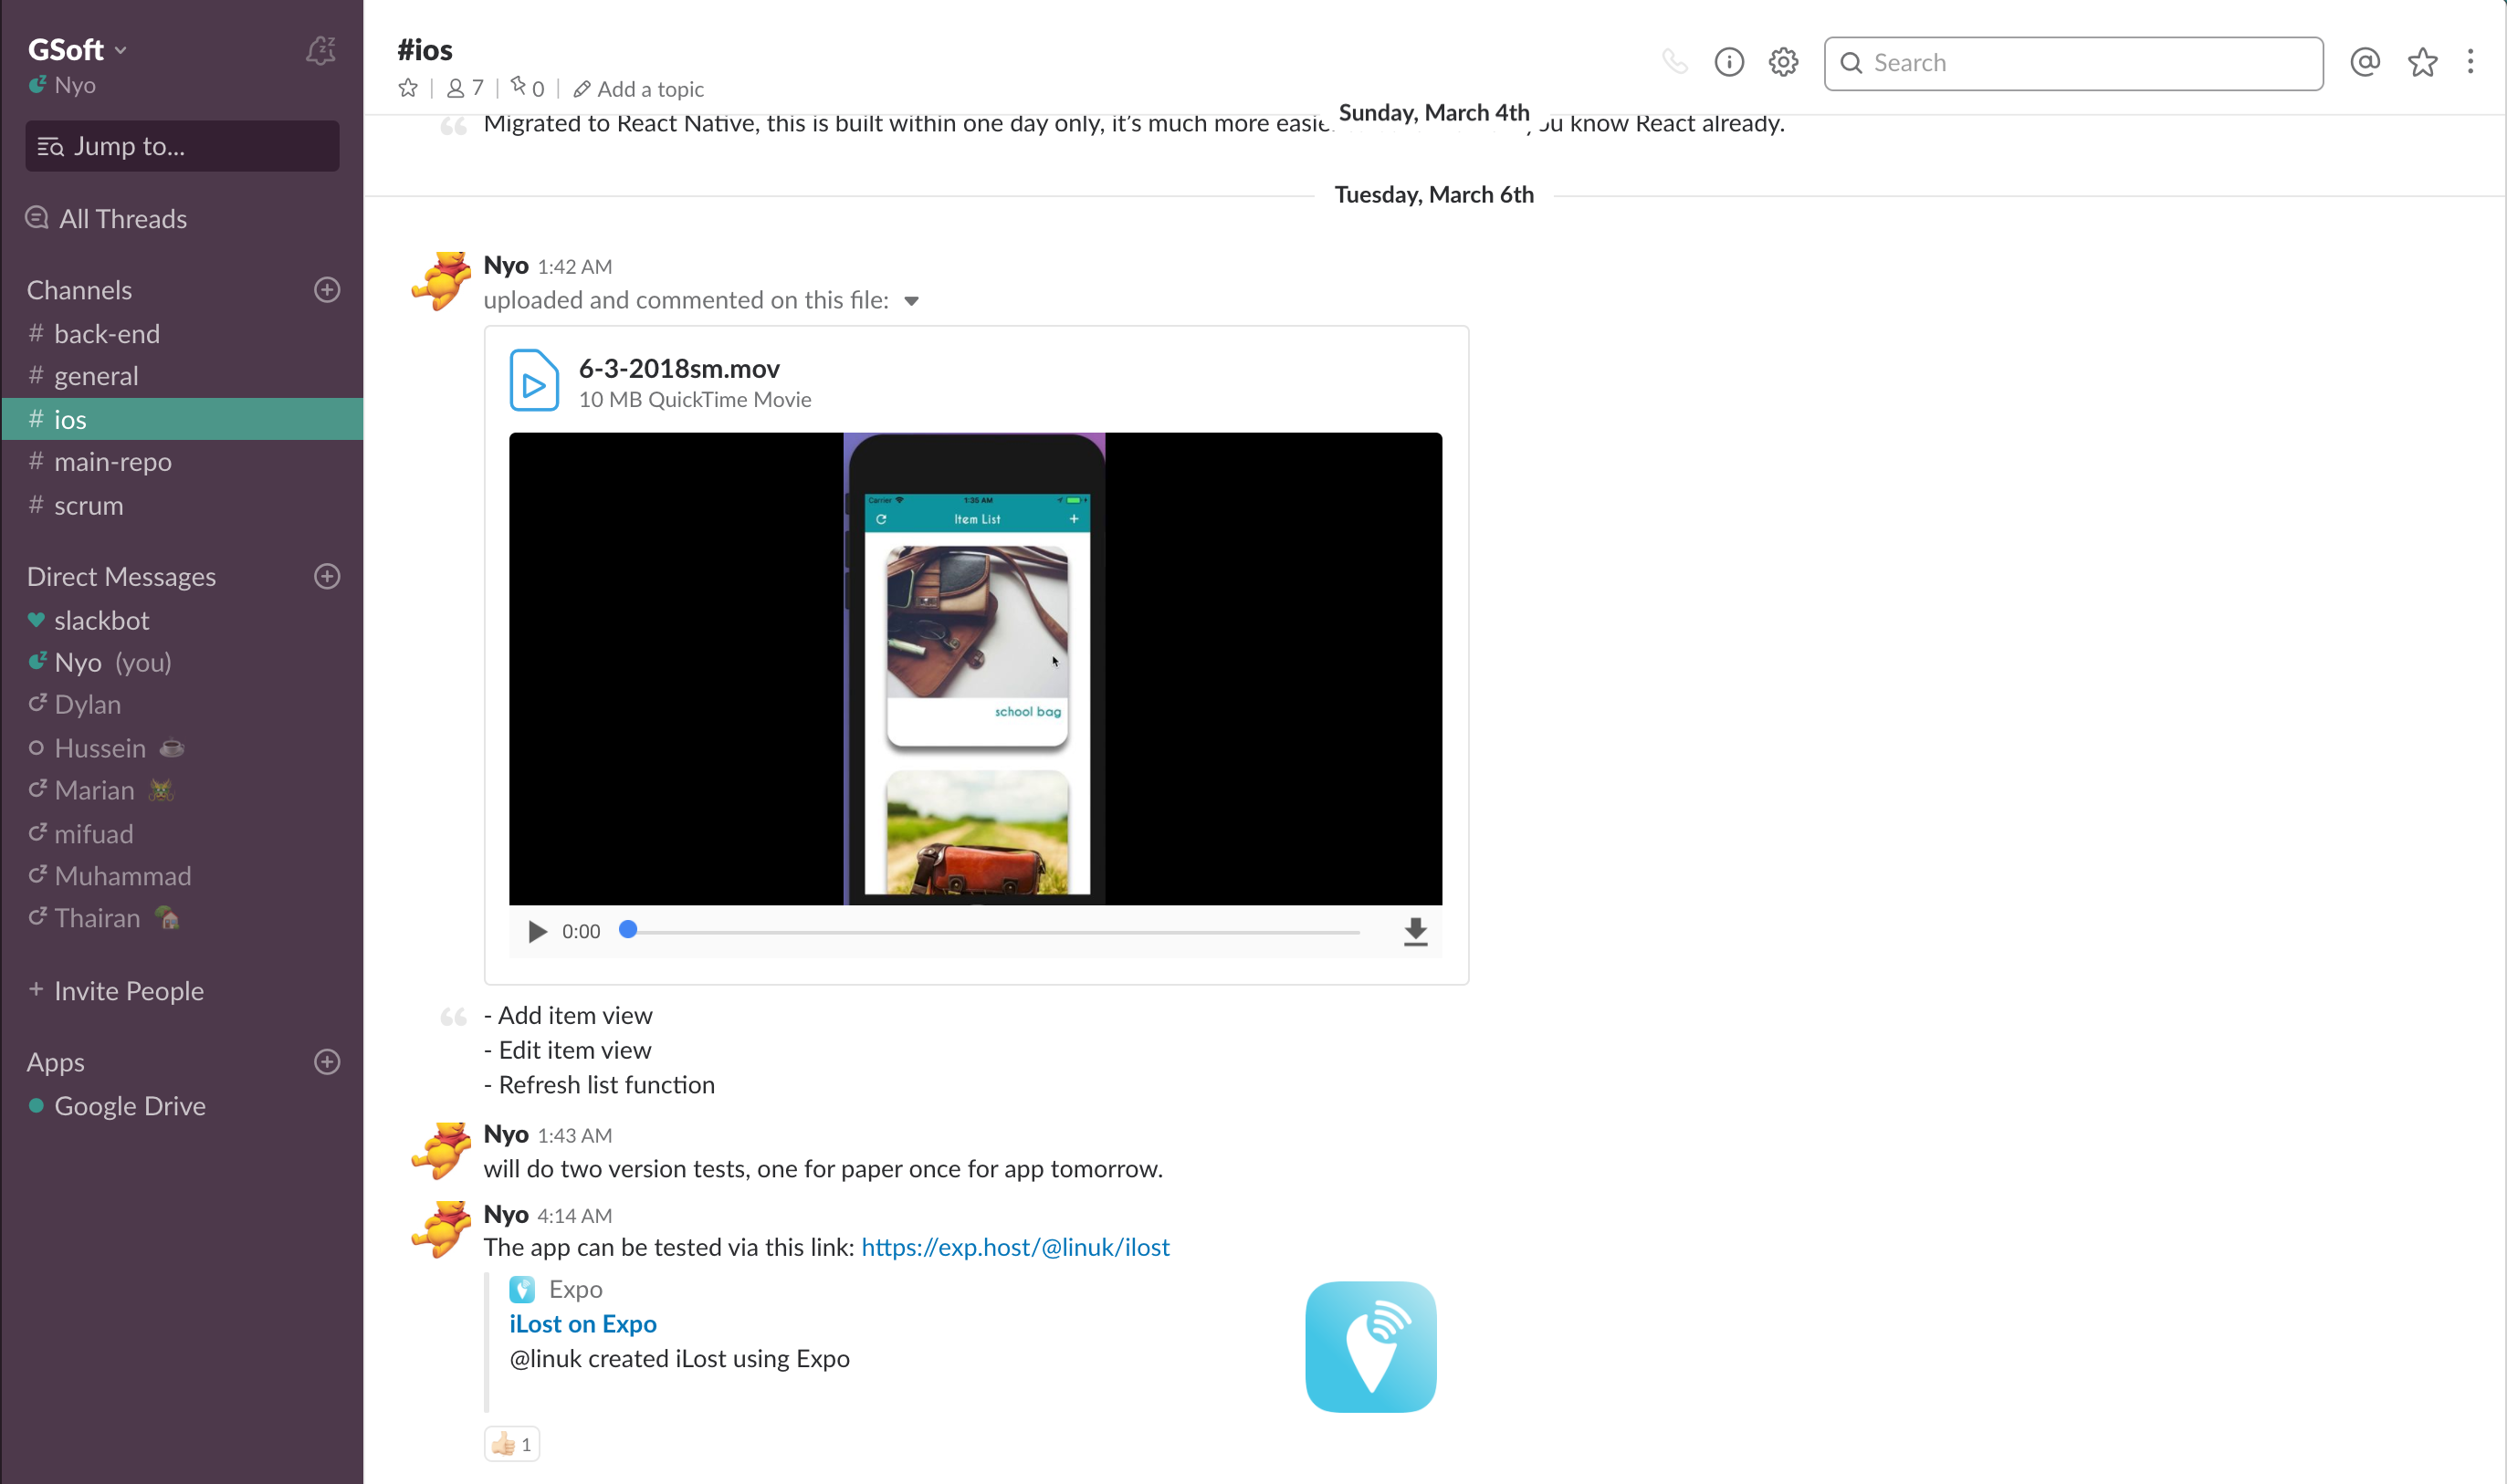 GSoft
Nyo
Jump to...
All Threads
Channels
# back-end
# general
# ios
# main-repo
# scrum
Direct Messages
slackbot
Nyo (you)
Dylan
Hussein
Marian
mifuad
Muhammad
Thairan
+ Invite People
Apps
Google Drive
#ios
7
0
Add a topic
Search
Sunday, March 4th
Migrated to React Native, this is built within one day only, it's much more know React already.
Tuesday, March 6th
Nyo 1:42 AM
uploaded and commented on this file:
6-3-2018sm.mov
10 MB QuickTime Movie
Carrier 1:35 AM
Item List +
school bag
0:00
- Add item view
- Edit item view
- Refresh list function
Nyo 1:43 AM
will do two version tests, one for paper once for app tomorrow.
Nyo 4:14 AM
The app can be tested via this link: https://exp.host/@linuk/ilost
Expo
iLost on Expo
@linuk created iLost using Expo
1